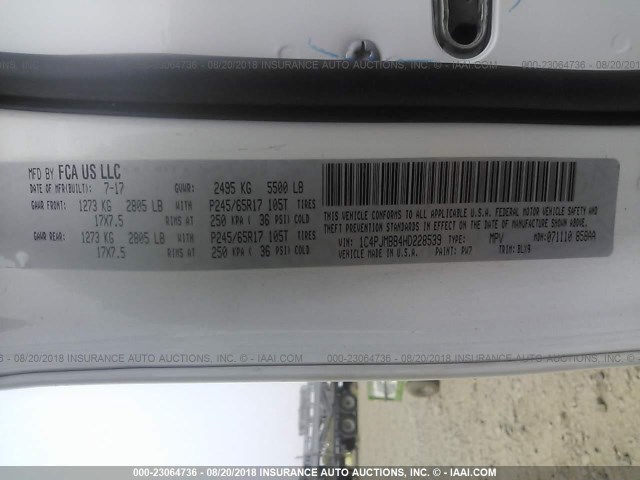 000-23064736 - 08/20/2018 INSURANCE AUTO AUCTIONS, INC. - © IAAI.COM
MFD BY FCA US LLC
DATE OF MFR(BUILT): 7-17 GVWR: 2495 KG 5500 LB
GAWR FRONT: 1273 KG 2805 LB WITH P245/65R17 105T TIRES
17X7.5 RIMS AT 250 KPA ( 36 PSI) COLD
GAWR REAR: 1273 KG 2805 LB WITH P245/65R17 105T TIRES
17X7.5 RIMS AT 250 KPA ( 36 PSI) COLD
THIS VEHICLE CONFORMS TO ALL APPLICABLE U.S.A. FEDERAL MOTOR VEHICLE SAFETY AND
THEFT PREVENTION STANDARDS IN EFFECT ON THE DATE OF MANUFACTURE SHOWN ABOVE.
VIN: 1C4PJMBB4HD228539 TYPE: MPV MDH: 071110 858AA
VEHICLE MADE IN U.S.A. PAINT: PW7 TRIM: BLV9
000-23064736 - 08/20/2018 INSURANCE AUTO AUCTIONS, INC. - © IAAI.COM
000-23064736 - 08/20/2018 INSURANCE AUTO AUCTIONS, INC. - © IAAI.COM